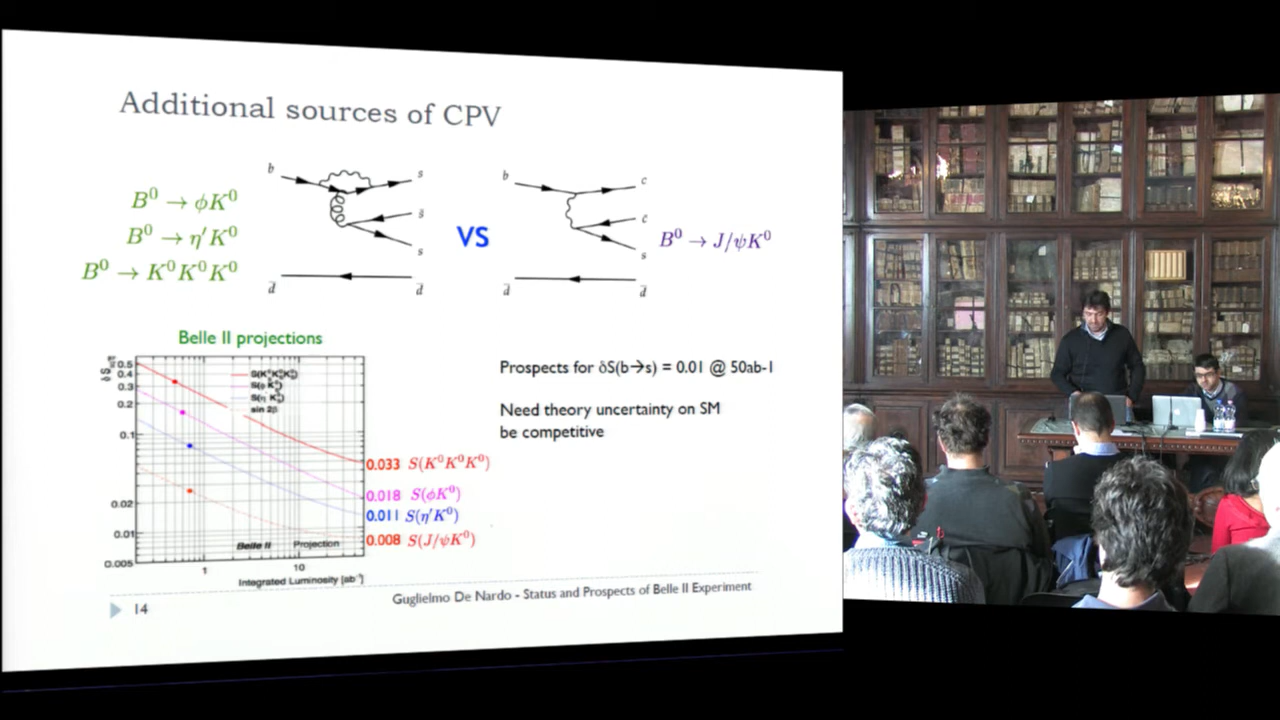 Additional sources of CPV
B⁰ → ϕK⁰
B⁰ → η′K⁰
B⁰ → K⁰K⁰K⁰
b
s
s̄
s
d̄
d̄
VS
b
c
c
s
d̄
d̄
B⁰ → J/ψK⁰
Belle II projections
0.5
0.4
0.3
0.2
0.1
0.02
0.01
0.005
sin 2β
Belle II Projection
1
10
Integrated Luminosity [ab⁻¹]
0.033 S(K⁰K⁰K⁰)
0.018 S(ϕK⁰)
0.011 S(η′K⁰)
0.008 S(J/ψK⁰)
Prospects for δS(b→s) = 0.01 @ 50ab-1
Need theory uncertainty on SM
be competitive
14
Guglielmo De Nardo - Status and Prospects of Belle II Experiment